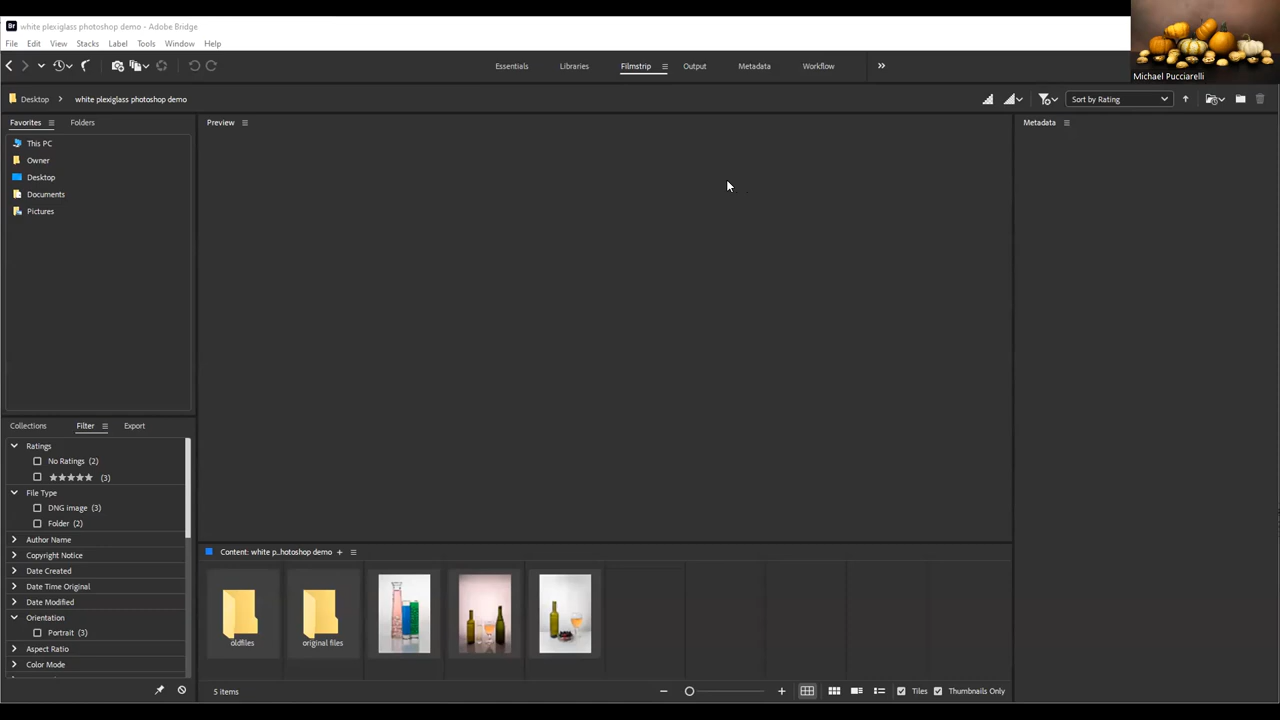 Br white plexiglass photoshop demo - Adobe Bridge
File Edit View Stacks Label Tools Window Help
Essentials Libraries Filmstrip Output Metadata Workflow
Michael Pucciarelli
Desktop white plexiglass photoshop demo
Sort by Rating
Favorites Folders
Preview
Metadata
This PC
Owner
Desktop
Documents
Pictures
Collections Filter Export
Ratings
No Ratings (2)
★★★★★ (3)
File Type
DNG image (3)
Folder (2)
Author Name
Copyright Notice
Date Created
Date Time Original
Date Modified
Orientation
Portrait (3)
Aspect Ratio
Color Mode
Content: white p...hotoshop demo
oldfiles
original files
5 items
Tiles
Thumbnails Only